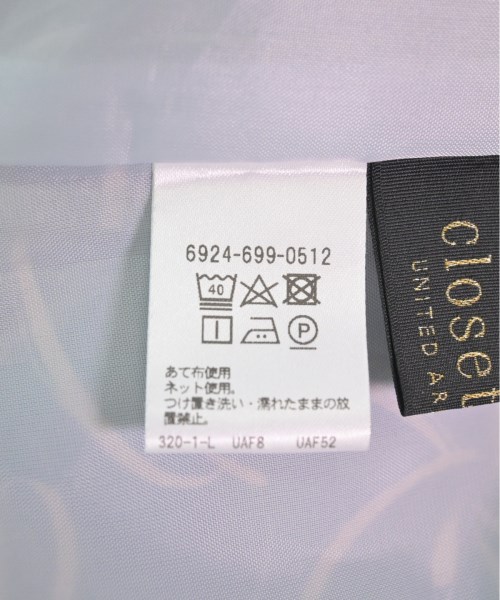 6924-699-0512
40
P
あて布使用
ネット使用。
つけ置き洗い・濡れたままの放
置禁止。
320-1-L UAF8 UAF52
closet
UNITED AR